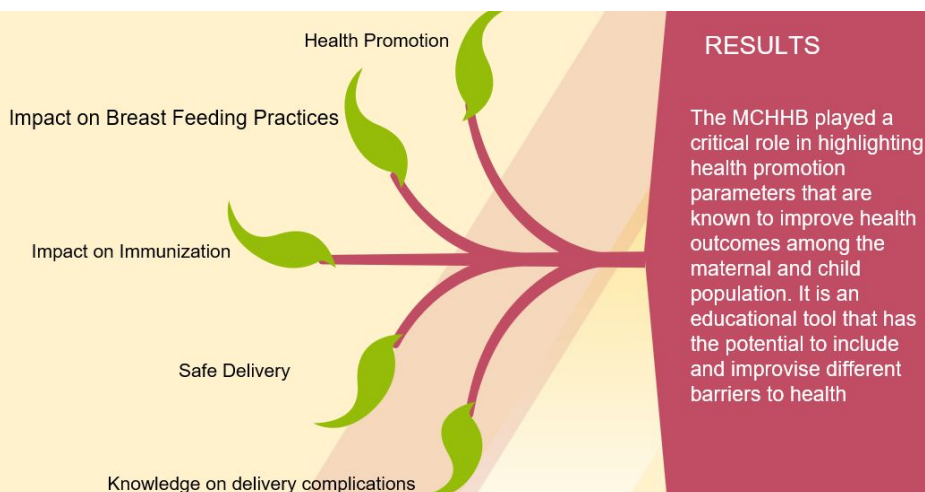 Health Promotion
Impact on Breast Feeding Practices
Impact on Immunization
Safe Delivery
Knowledge on delivery complications
RESULTS
The MCHHB played a
critical role in highlighting
health promotion
parameters that are
known to improve health
outcomes among the
maternal and child
population. It is an
educational tool that has
the potential to include
and improvise different
barriers to health